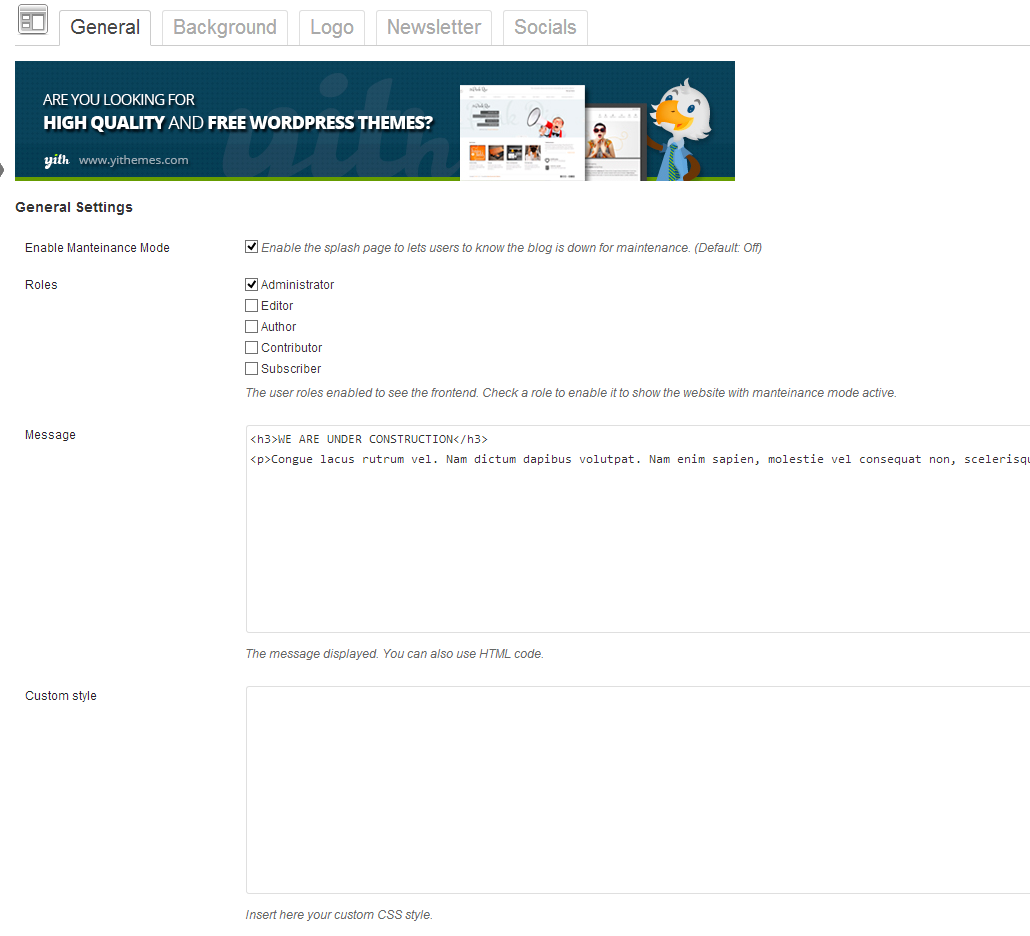 General Background Logo Newsletter Socials
ARE YOU LOOKING FOR
HIGH QUALITY AND FREE WORDPRESS THEMES?
yith www.yithemes.com
General Settings
Enable Manteinance Mode
Enable the splash page to lets users to know the blog is down for maintenance. (Default: Off)
Roles
Administrator
Editor
Author
Contributor
Subscriber
The user roles enabled to see the frontend. Check a role to enable it to show the website with manteinance mode active.
Message
<h3>WE ARE UNDER CONSTRUCTION</h3>
<p>Congue lacus rutrum vel. Nam dictum dapibus volutpat. Nam enim sapien, molestie vel consequat non, scelerisqu
The message displayed. You can also use HTML code.
Custom style
Insert here your custom CSS style.